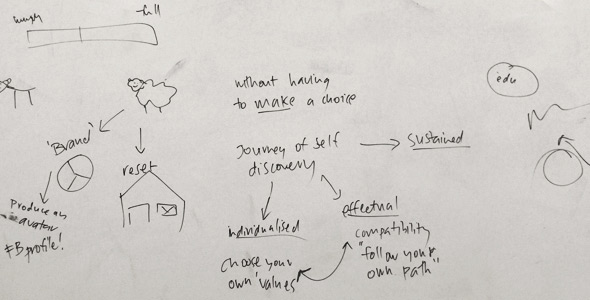 hungry
full
edu
without having
to make a choice
'Brand'
reset
Journey of self
discovery
sustained
Produce an
avatar
FB profile!
individualised
choose your
own 'values'
effectual
compatibility
"follow your
own path"